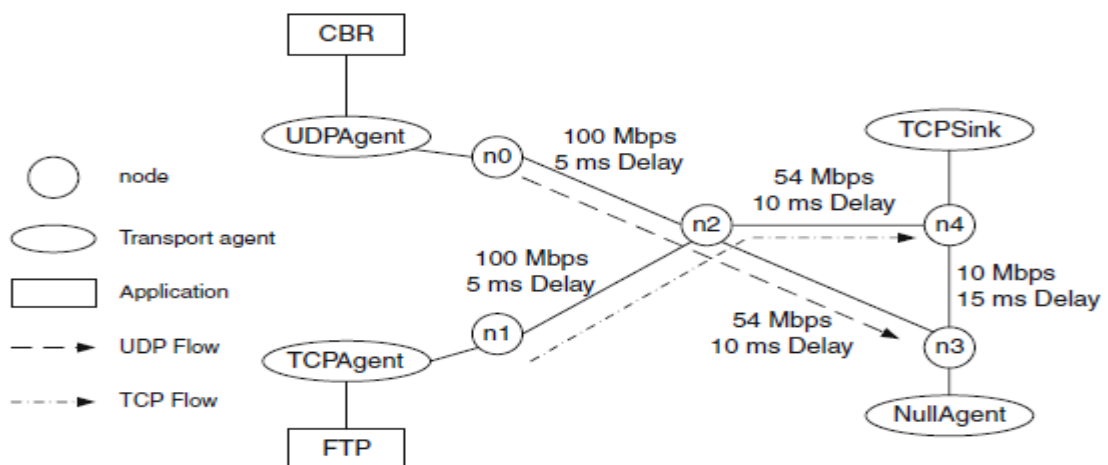 CBR
UDPAgent
n0
100 Mbps
5 ms Delay
TCPSink
node
54 Mbps
10 ms Delay
n2
n4
Transport agent
100 Mbps
5 ms Delay
10 Mbps
15 ms Delay
Application
54 Mbps
10 ms Delay
n1
n3
UDP Flow
TCPAgent
TCP Flow
NullAgent
FTP